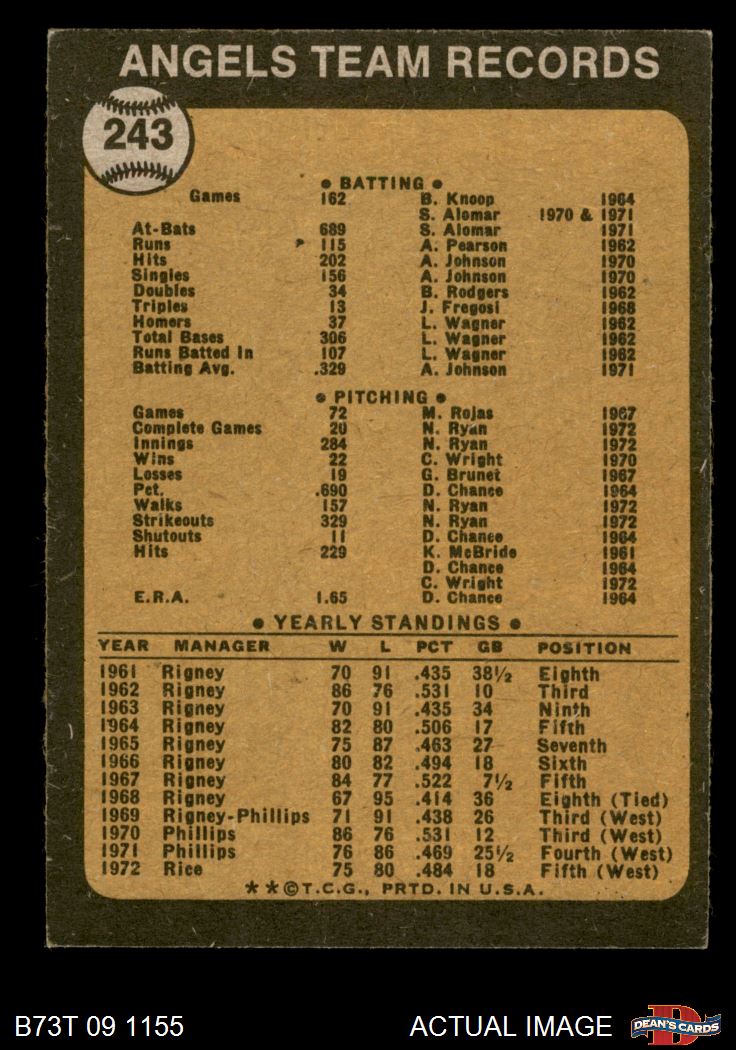 ANGELS TEAM RECORDS
243
• BATTING •
Games 162 B. Knoop 1964
S. Alomar 1970 & 1971
At-Bats 689 S. Alomar 1971
Runs 115 A. Pearson 1962
Hits 202 A. Johnson 1970
Singles 156 A. Johnson 1970
Doubles 34 B. Rodgers 1962
Triples 13 J. Fregosi 1968
Homers 37 L. Wagner 1962
Total Bases 306 L. Wagner 1962
Runs Batted In 107 L. Wagner 1962
Batting Avg. .329 A. Johnson 1971
• PITCHING •
Games 72 M. Rojas 1967
Complete Games 20 N. Ryan 1972
Innings 284 N. Ryan 1972
Wins 22 C. Wright 1970
Losses 19 G. Brunet 1967
Pct. .690 D. Chance 1964
Walks 157 N. Ryan 1972
Strikeouts 329 N. Ryan 1972
Shutouts 11 D. Chance 1964
Hits 229 K. McBride 1961
D. Chance 1964
C. Wright 1972
E.R.A. 1.65 D. Chance 1964
• YEARLY STANDINGS •
YEAR MANAGER W L PCT GB POSITION
1961 Rigney 70 91 .435 38½ Eighth
1962 Rigney 86 76 .531 10 Third
1963 Rigney 70 91 .435 34 Ninth
1964 Rigney 82 80 .506 17 Fifth
1965 Rigney 75 87 .463 27 Seventh
1966 Rigney 80 82 .494 18 Sixth
1967 Rigney 84 77 .522 7½ Fifth
1968 Rigney 67 95 .414 36 Eighth (Tied)
1969 Rigney-Phillips 71 91 .438 26 Third (West)
1970 Phillips 86 76 .531 12 Third (West)
1971 Phillips 76 86 .469 25½ Fourth (West)
1972 Rice 75 80 .484 18 Fifth (West)
**©T.C.G., PRTD. IN U.S.A.
B73T 09 1155 ACTUAL IMAGE D DEAN'S CARDS